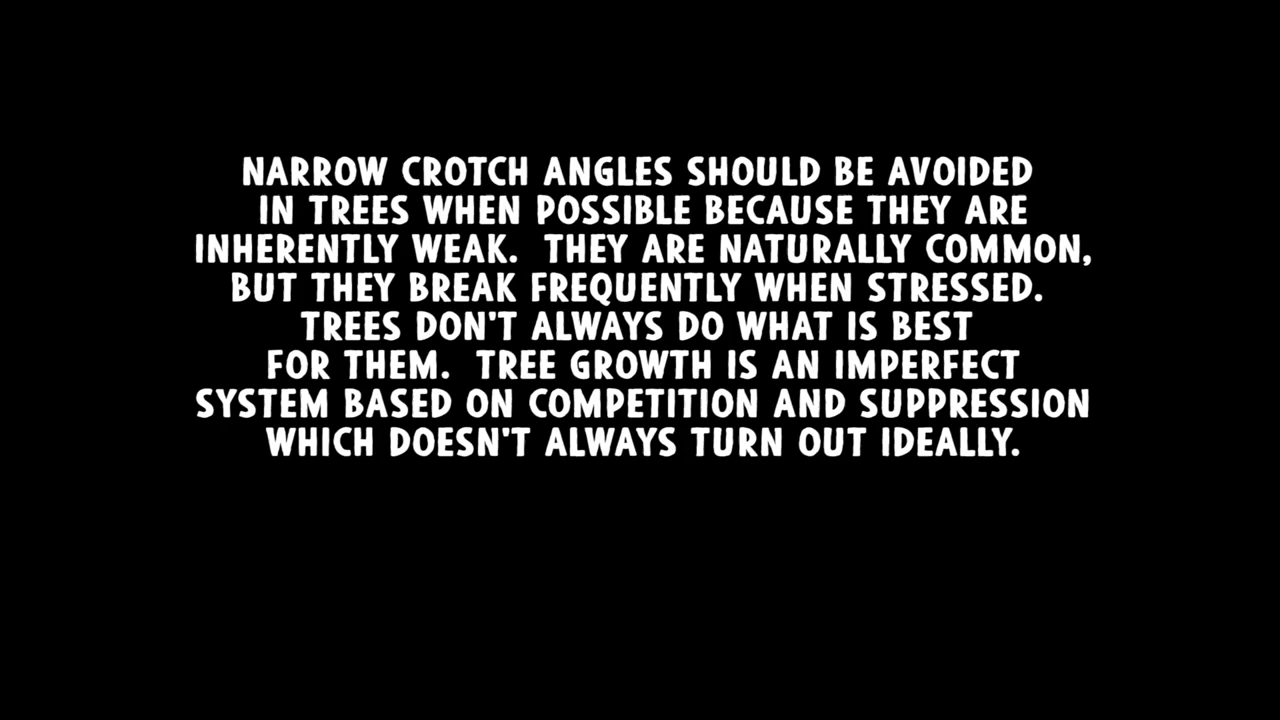 NARROW CROTCH ANGLES SHOULD BE AVOIDED
IN TREES WHEN POSSIBLE BECAUSE THEY ARE
INHERENTLY WEAK.  THEY ARE NATURALLY COMMON,
BUT THEY BREAK FREQUENTLY WHEN STRESSED.
TREES DON'T ALWAYS DO WHAT IS BEST
FOR THEM.  TREE GROWTH IS AN IMPERFECT
SYSTEM BASED ON COMPETITION AND SUPPRESSION
WHICH DOESN'T ALWAYS TURN OUT IDEALLY.